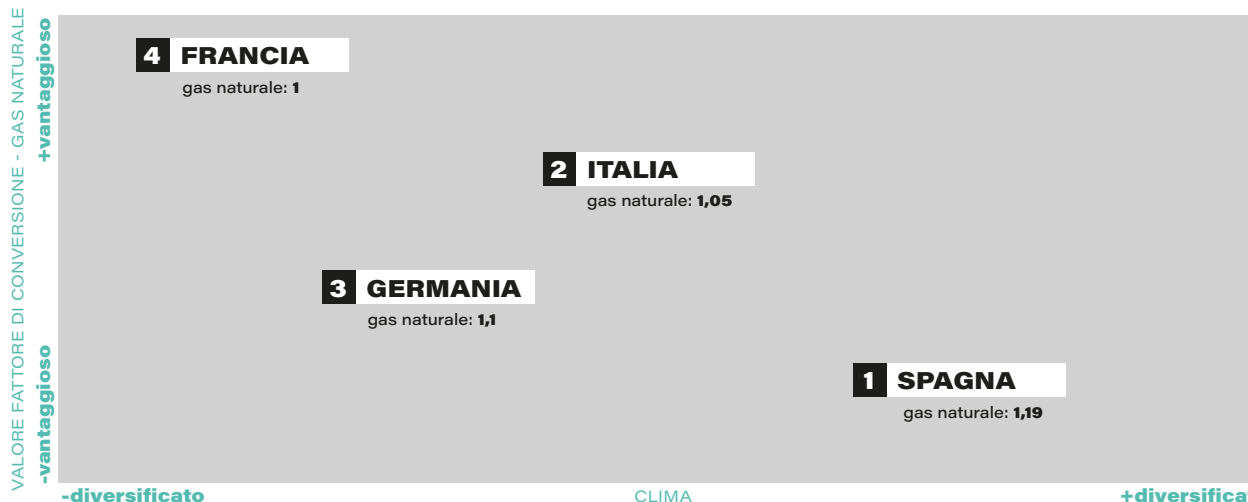 VALORE FATTORE DI CONVERSIONE - GAS NATURALE
+vantaggioso
-vantaggioso
4 FRANCIA
gas naturale: 1
2 ITALIA
gas naturale: 1,05
3 GERMANIA
gas naturale: 1,1
1 SPAGNA
gas naturale: 1,19
-diversificato
CLIMA
+diversifica